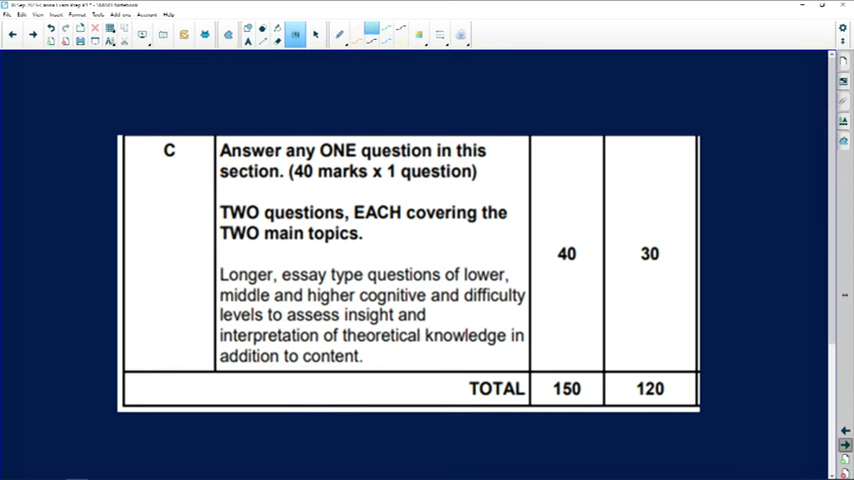 File Edit View Insert Format Tools Add-ons Account Help
C
Answer any ONE question in this
section. (40 marks x 1 question)
TWO questions, EACH covering the
TWO main topics.
Longer, essay type questions of lower,
middle and higher cognitive and difficulty
levels to assess insight and
interpretation of theoretical knowledge in
addition to content.
40
30
TOTAL
150
120